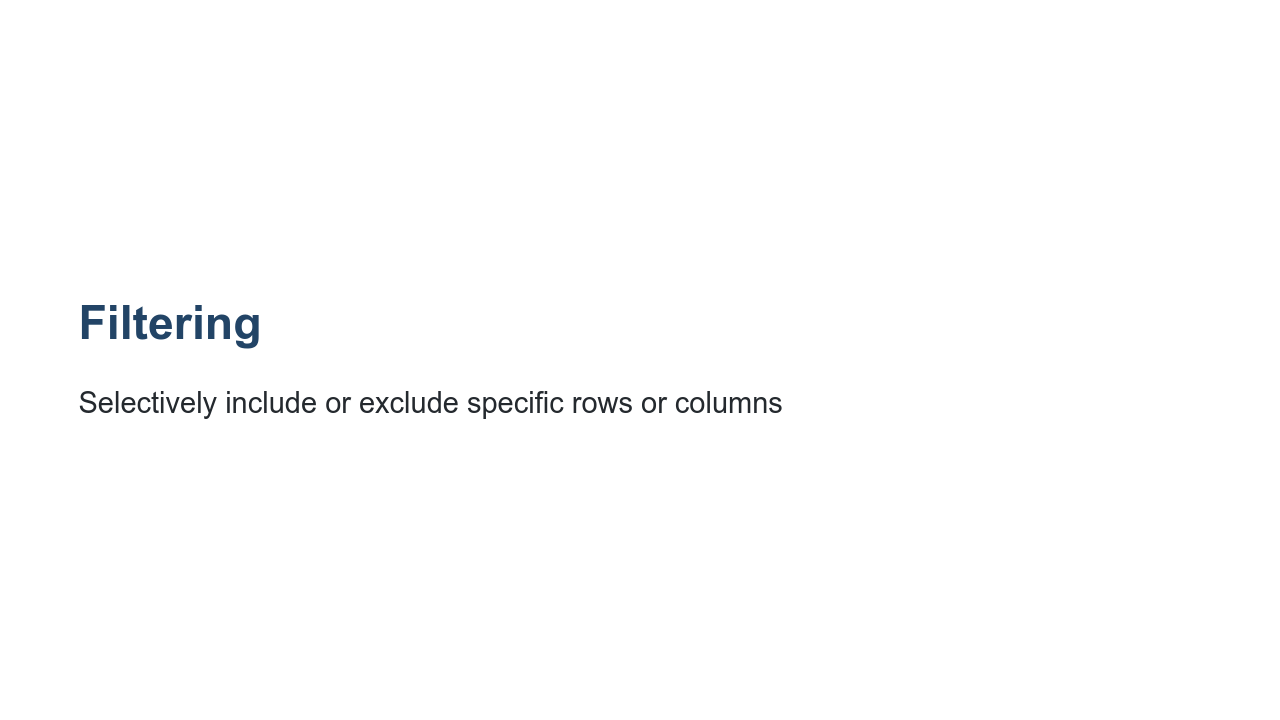 Filtering
Selectively include or exclude specific rows or columns